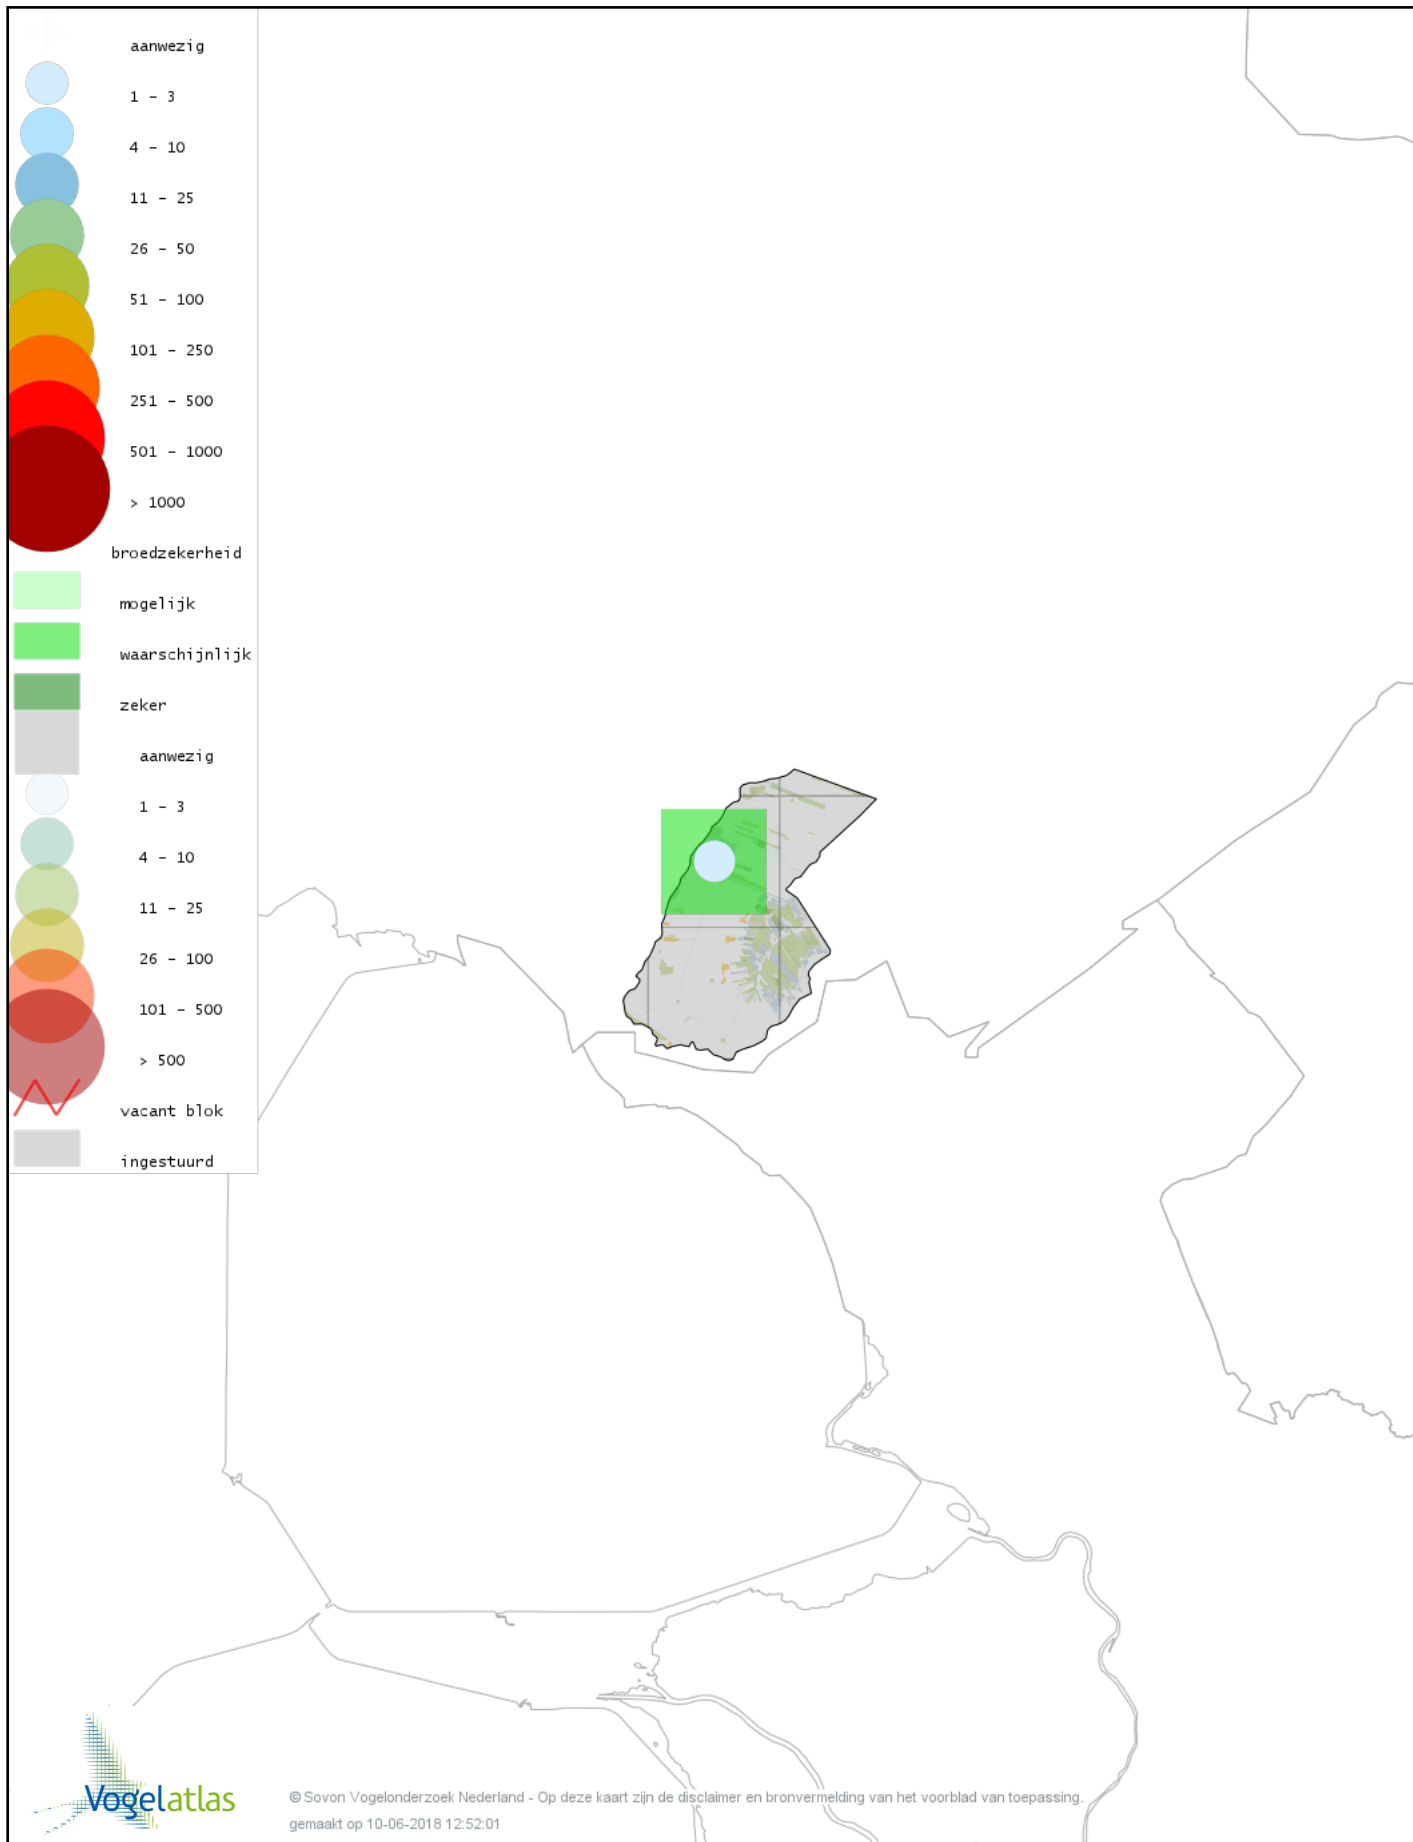 aanwezig
1 - 3
4 - 10
11 - 25
26 - 50
51 - 100
101 - 250
251 - 500
501 - 1000
> 1000
broedzekerheid
mogelijk
waarschijnlijk
zeker
aanwezig
1 - 3
4 - 10
11 - 25
26 - 100
101 - 500
> 500
vacant blok
ingestuurd
Vogelatlas
© Sovon Vogelonderzoek Nederland - Op deze kaart zijn de disclaimer en bronvermelding van het voorblad van toepassing.
gemaakt op 10-06-2018 12:52:01